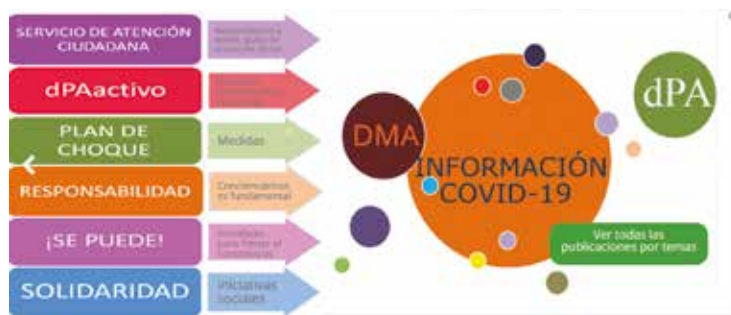 SERVICIO DE ATENCIÓN
CIUDADANA
dPAactivo
PLAN DE
CHOQUE
Medidas
RESPONSABILIDAD
Concienciarnos
es fundamental
¡SE PUEDE!
SOLIDARIDAD
Iniciativas
sociales
DMA
dPA
INFORMACIÓN
COVID-19
Ver todas las
publicaciones por temas